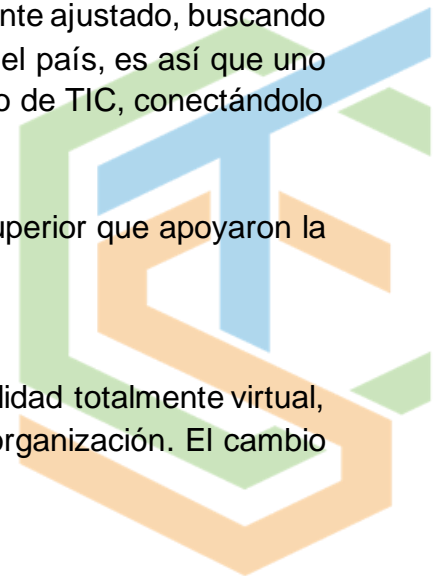 nte ajustado, buscando
el país, es así que uno
o de TIC, conectándolo
uperior que apoyaron la
lidad totalmente virtual,
organización. El cambio